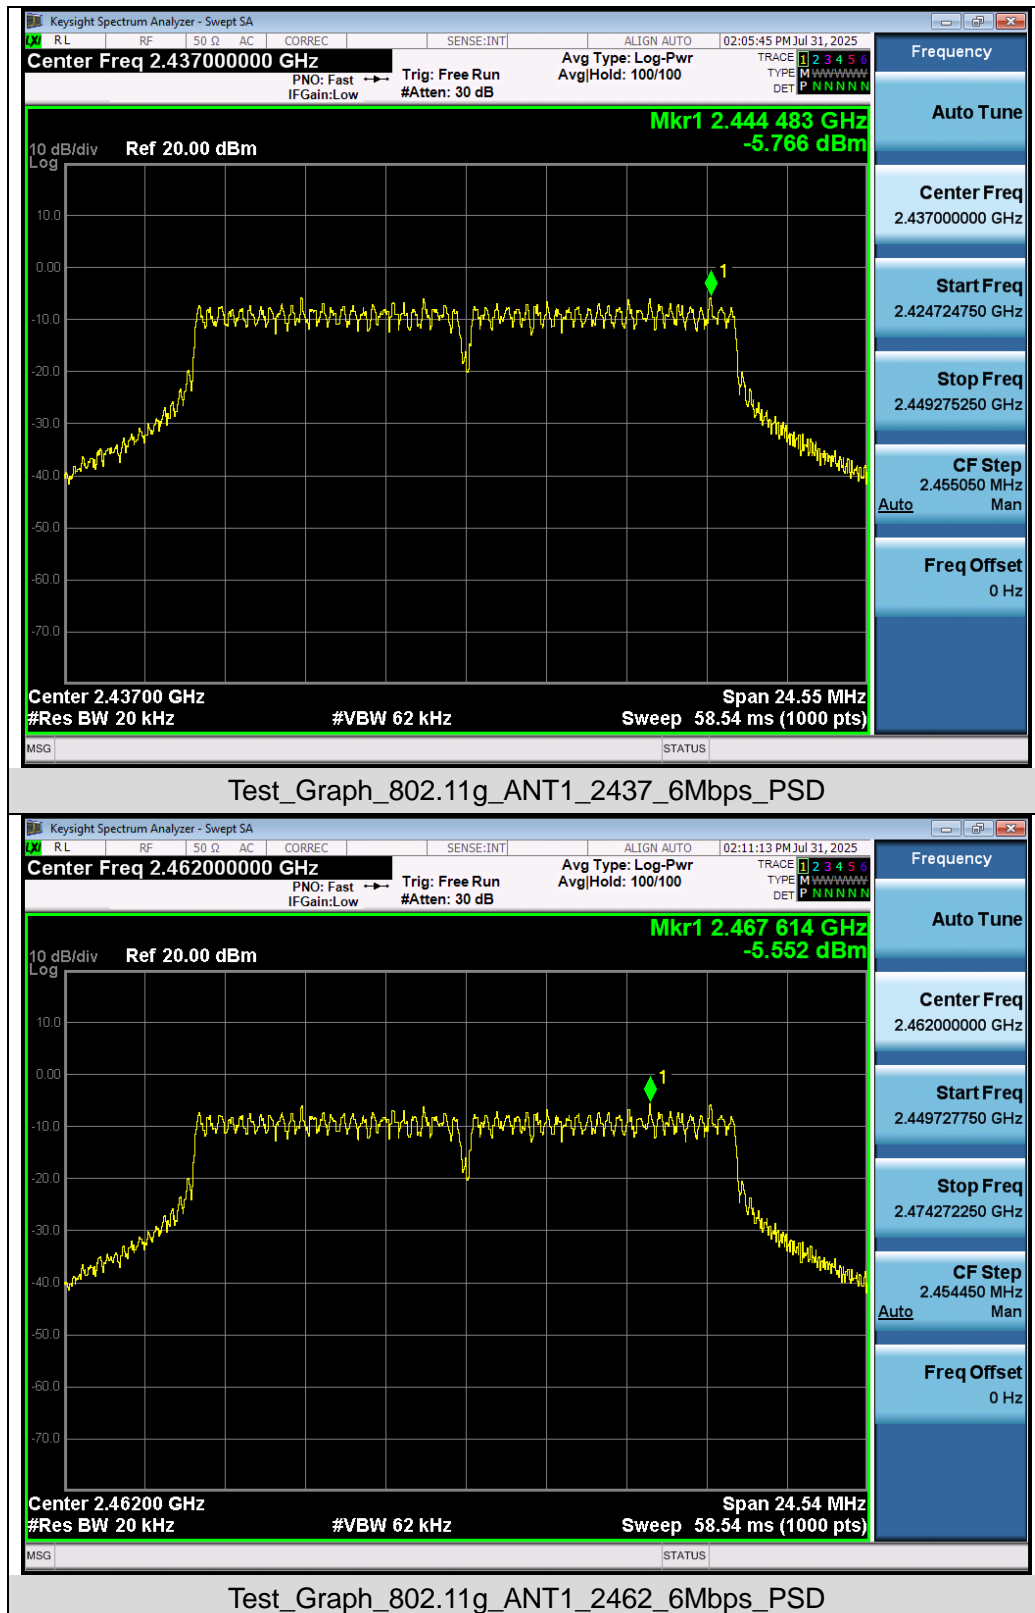 Keysight Spectrum Analyzer - Swept SA
LXI RL RF 50 Ω AC CORREC SENSE:INT ALIGN AUTO 02:05:45 PM Jul 31, 2025
Center Freq 2.437000000 GHz
PNO: Fast
IFGain:Low
Trig: Free Run
#Atten: 30 dB
Avg Type: Log-Pwr
Avg|Hold: 100/100
TRACE 1 2 3 4 5 6
TYPE M WWWWW
DET P N N N N N
Mkr1 2.444 483 GHz
-5.766 dBm
10 dB/div Ref 20.00 dBm
Log
10.0
0.00
-10.0
-20.0
-30.0
-40.0
-50.0
-60.0
-70.0
1
Center 2.43700 GHz Span 24.55 MHz
#Res BW 20 kHz #VBW 62 kHz Sweep 58.54 ms (1000 pts)
MSG STATUS
Frequency
Auto Tune
Center Freq
2.437000000 GHz
Start Freq
2.424724750 GHz
Stop Freq
2.449275250 GHz
CF Step
2.455050 MHz
Auto Man
Freq Offset
0 Hz
Test_Graph_802.11g_ANT1_2437_6Mbps_PSD
Keysight Spectrum Analyzer - Swept SA
LXI RL RF 50 Ω AC CORREC SENSE:INT ALIGN AUTO 02:11:13 PM Jul 31, 2025
Center Freq 2.462000000 GHz
PNO: Fast
IFGain:Low
Trig: Free Run
#Atten: 30 dB
Avg Type: Log-Pwr
Avg|Hold: 100/100
TRACE 1 2 3 4 5 6
TYPE M WWWWW
DET P N N N N N
Mkr1 2.467 614 GHz
-5.552 dBm
10 dB/div Ref 20.00 dBm
Log
10.0
0.00
-10.0
-20.0
-30.0
-40.0
-50.0
-60.0
-70.0
1
Center 2.46200 GHz Span 24.54 MHz
#Res BW 20 kHz #VBW 62 kHz Sweep 58.54 ms (1000 pts)
MSG STATUS
Frequency
Auto Tune
Center Freq
2.462000000 GHz
Start Freq
2.449727750 GHz
Stop Freq
2.474272250 GHz
CF Step
2.454450 MHz
Auto Man
Freq Offset
0 Hz
Test_Graph_802.11g_ANT1_2462_6Mbps_PSD